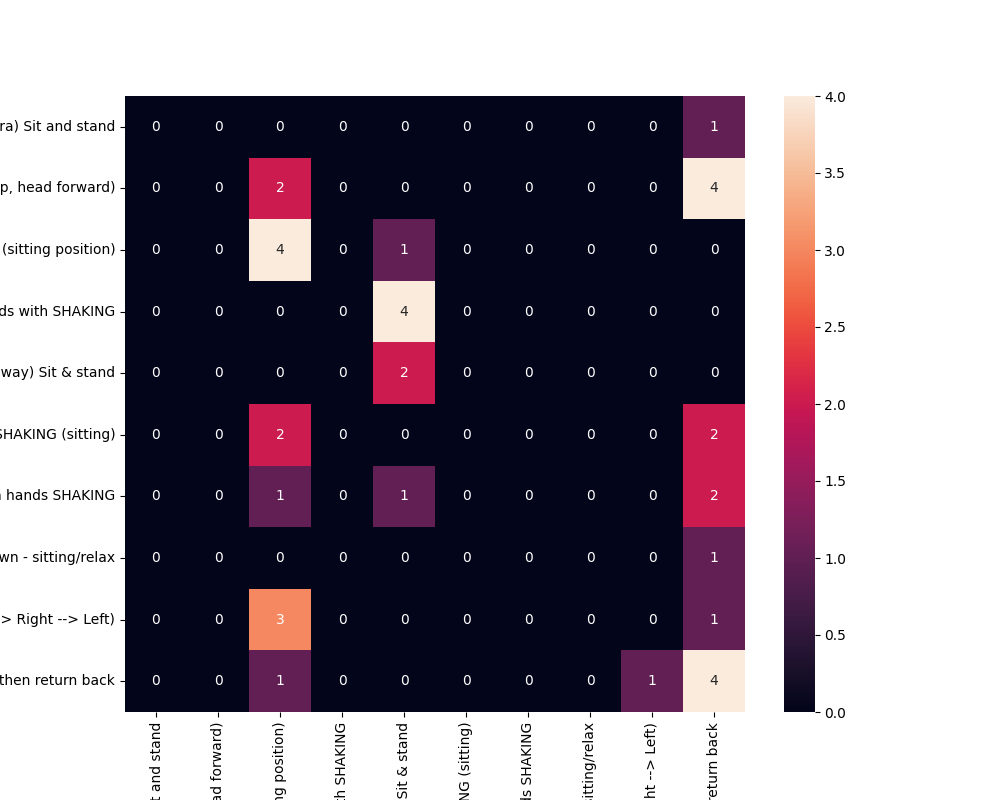 ra) Sit and stand 0 0 0 0 0 0 0 0 0 1
p, head forward) 0 0 2 0 0 0 0 0 0 4
(sitting position) 0 0 4 0 1 0 0 0 0 0
ds with SHAKING 0 0 0 0 4 0 0 0 0 0
way) Sit & stand 0 0 0 0 2 0 0 0 0 0
SHAKING (sitting) 0 0 2 0 0 0 0 0 0 2
hands SHAKING 0 0 1 0 1 0 0 0 0 2
wn - sitting/relax 0 0 0 0 0 0 0 0 0 1
> Right --> Left) 0 0 3 0 0 0 0 0 0 1
then return back 0 0 1 0 0 0 0 0 1 4
t and stand
ad forward)
ng position)
th SHAKING
Sit & stand
NG (sitting)
ds SHAKING
sitting/relax
ht --> Left)
return back
4.0
3.5
3.0
2.5
2.0
1.5
1.0
0.5
0.0